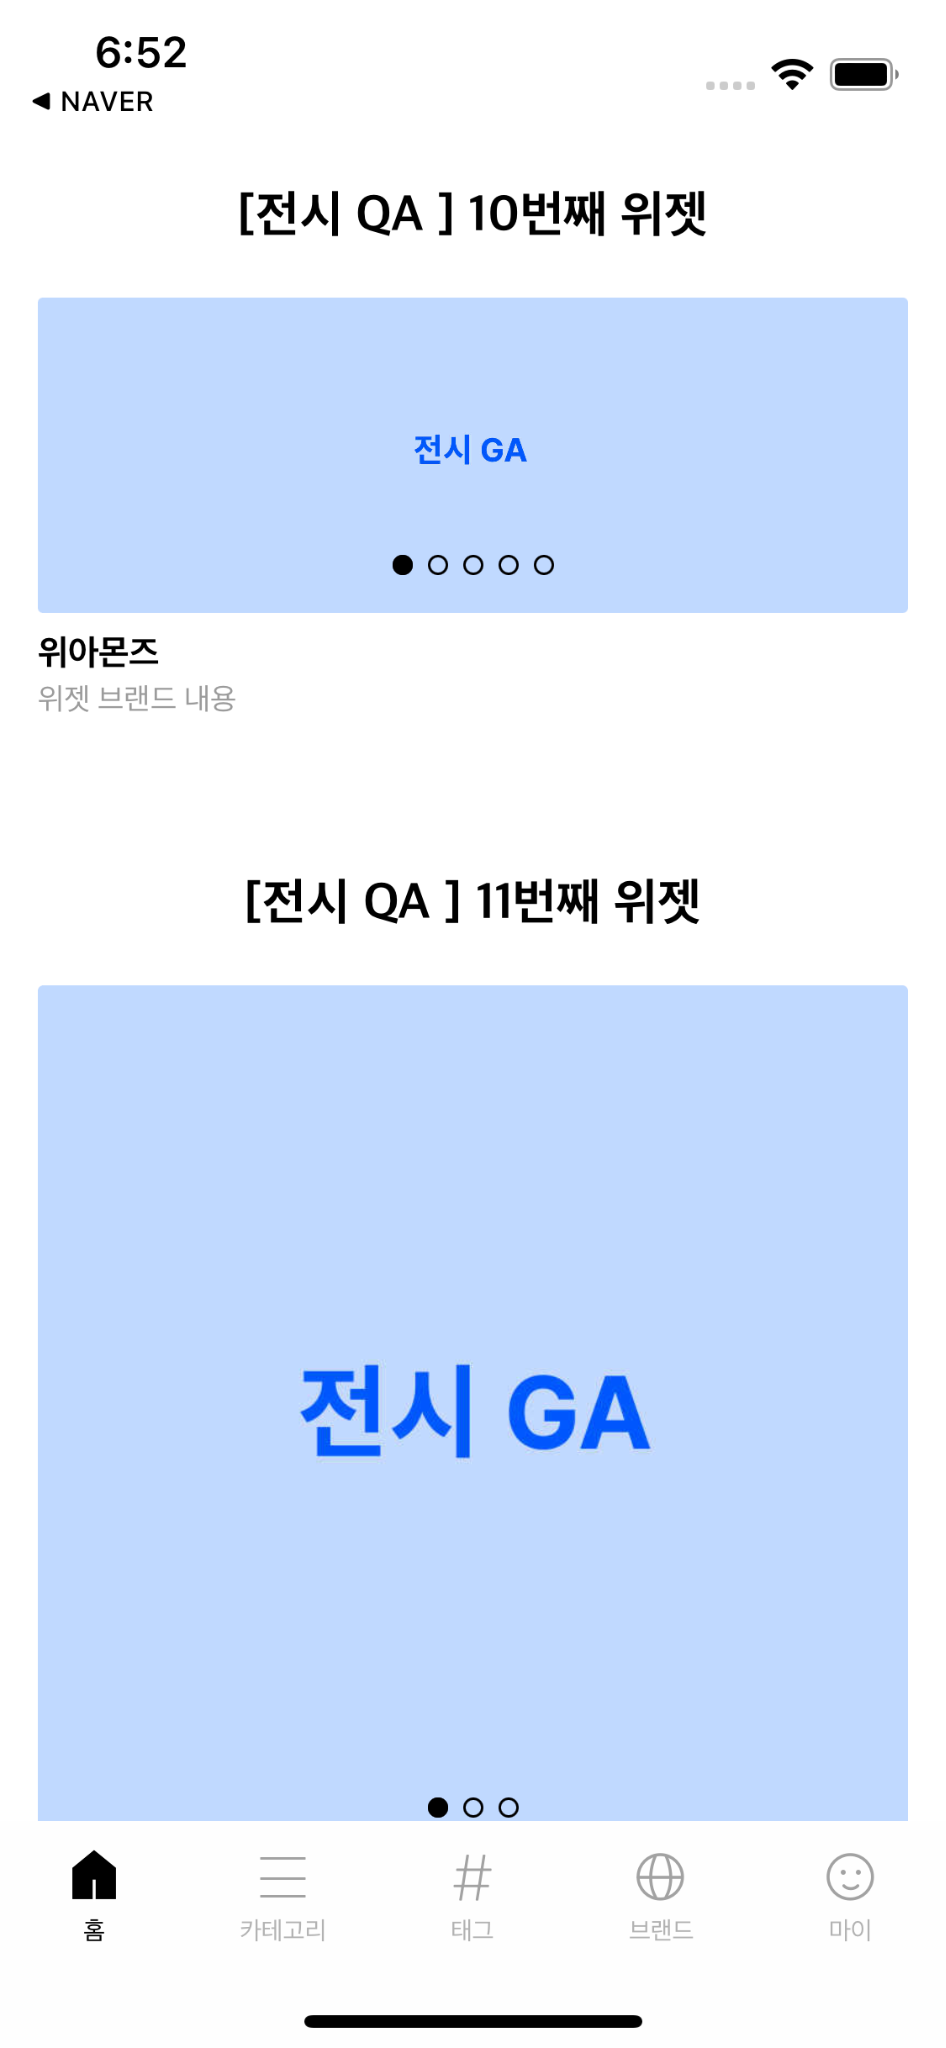 6:52
◀ NAVER
[전시 QA ] 10번째 위젯
전시 GA
위아몬즈
위젯 브랜드 내용
[전시 QA ] 11번째 위젯
전시 GA
홈
카테고리
태그
브랜드
마이